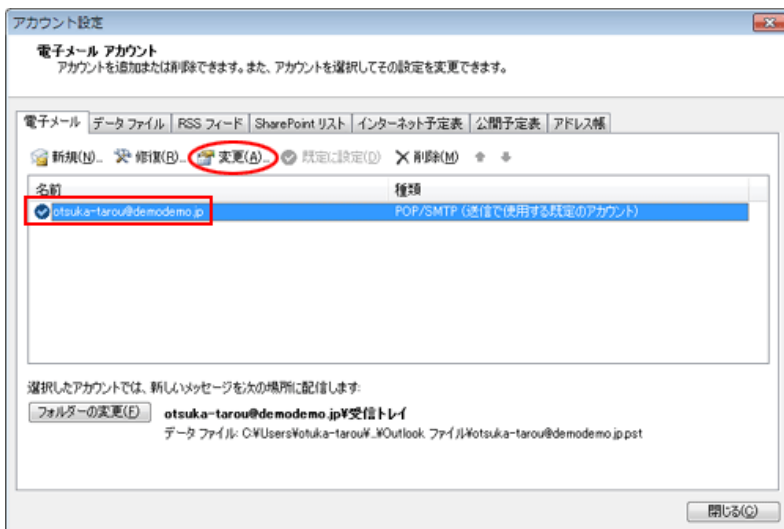 アカウント設定
電子メール アカウント
アカウントを追加または削除できます。また、アカウントを選択してその設定を変更できます。
電子メール データ ファイル RSS フィード SharePoint リスト インターネット予定表 公開予定表 アドレス帳
新規(N)... 修復(R)... 変更(A)... 既定に設定(D) 削除(M)
名前 種類
otsuka-tarou@demodemo.jp POP/SMTP (送信で使用する既定のアカウント)
選択したアカウントでは、新しいメッセージを次の場所に配信します:
フォルダーの変更(F) otsuka-tarou@demodemo.jp¥受信トレイ
データ ファイル: C:¥Users¥otuka-tarou¥...¥Outlook ファイル¥otsuka-tarou@demodemo.jp.pst
閉じる(C)